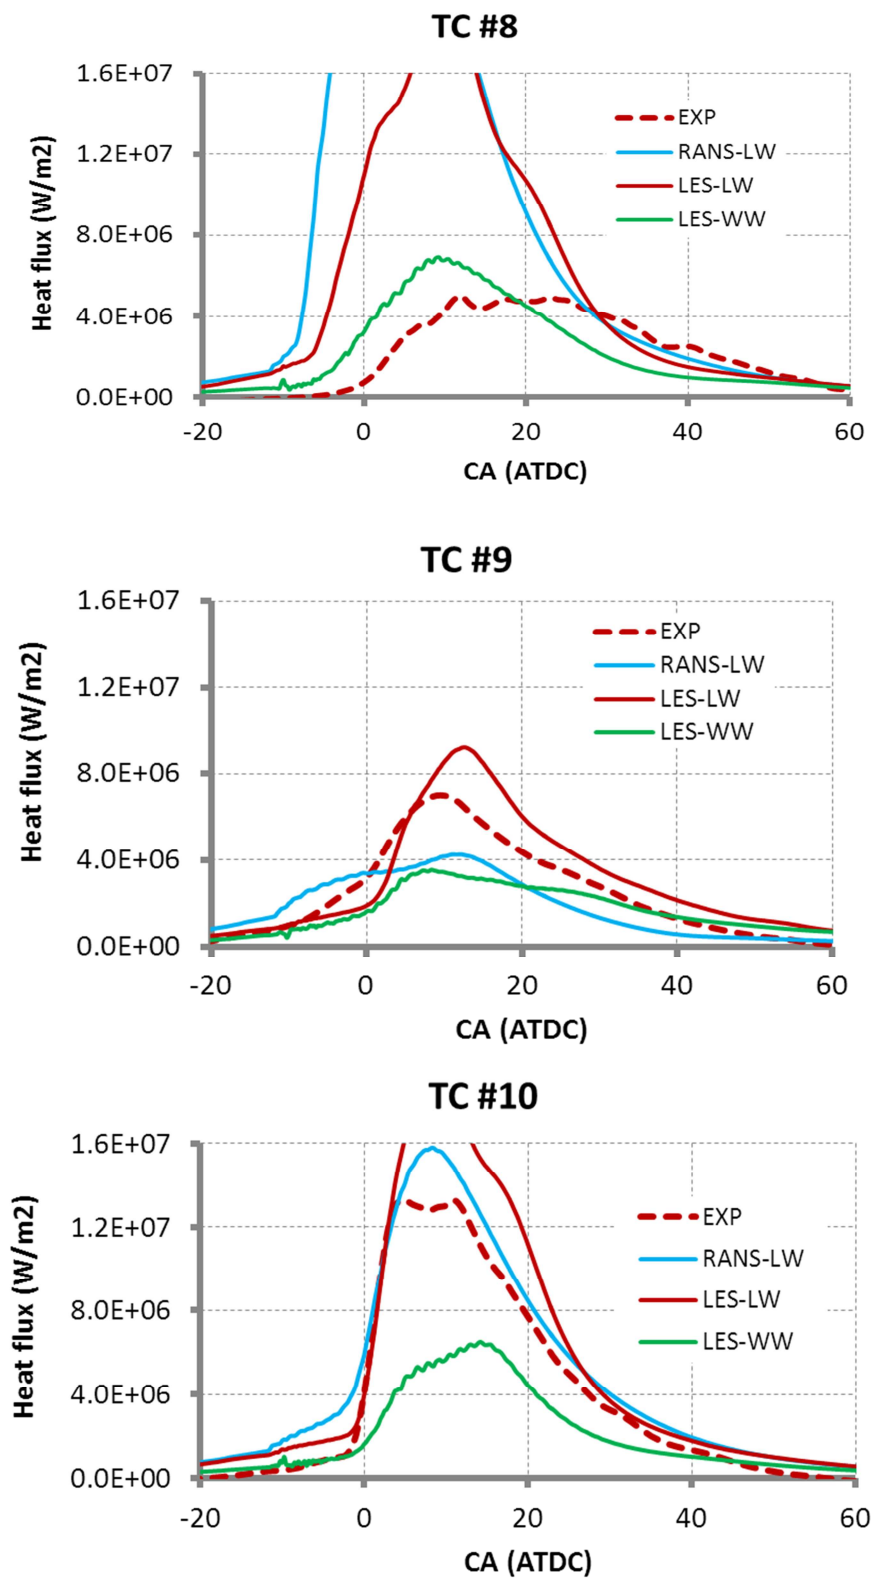 TC #8
1.6E+07
1.2E+07
8.0E+06
4.0E+06
0.0E+00
Heat flux (W/m2)
EXP
RANS-LW
LES-LW
LES-WW
-20 0 20 40 60
CA (ATDC)
TC #9
1.6E+07
1.2E+07
8.0E+06
4.0E+06
0.0E+00
Heat flux (W/m2)
EXP
RANS-LW
LES-LW
LES-WW
-20 0 20 40 60
CA (ATDC)
TC #10
1.6E+07
1.2E+07
8.0E+06
4.0E+06
0.0E+00
Heat flux (W/m2)
EXP
RANS-LW
LES-LW
LES-WW
-20 0 20 40 60
CA (ATDC)